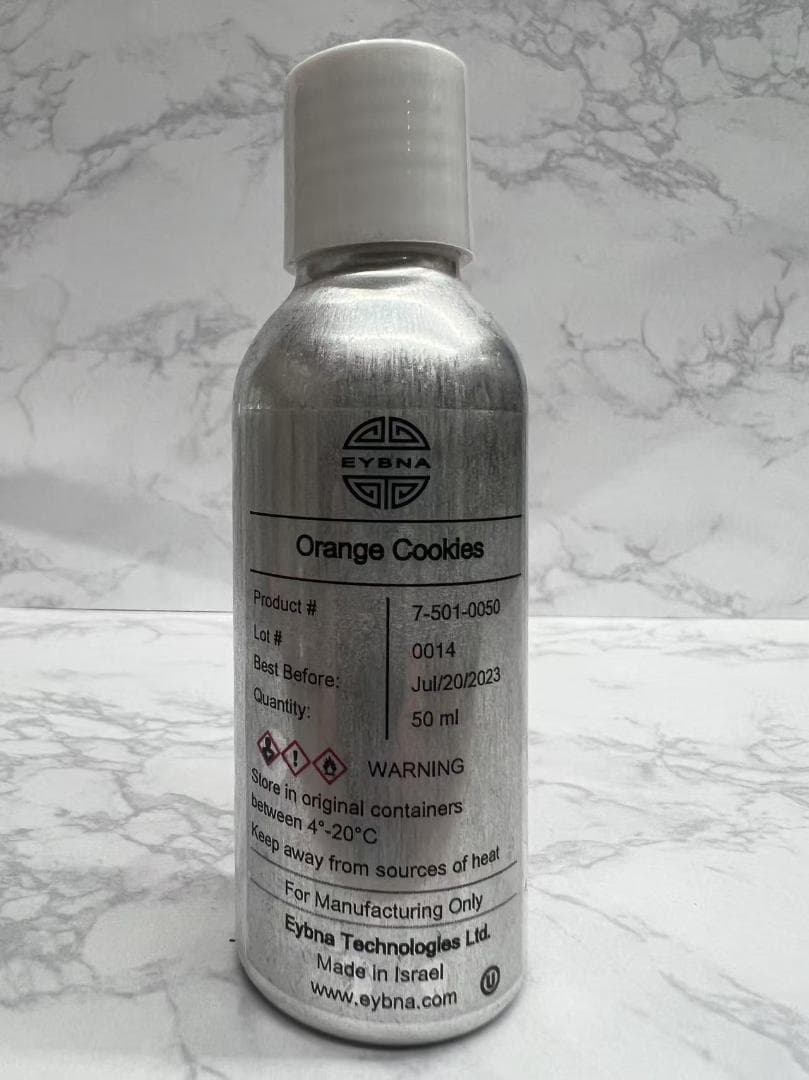 EYBNA
Orange Cookies
Product # 7-501-0050
Lot # 0014
Best Before: Jul/20/2023
Quantity: 50 ml
WARNING
Store in original containers
between 4°-20°C
Keep away from sources of heat
For Manufacturing Only
Eybna Technologies Ltd.
Made in Israel
www.eybna.com U